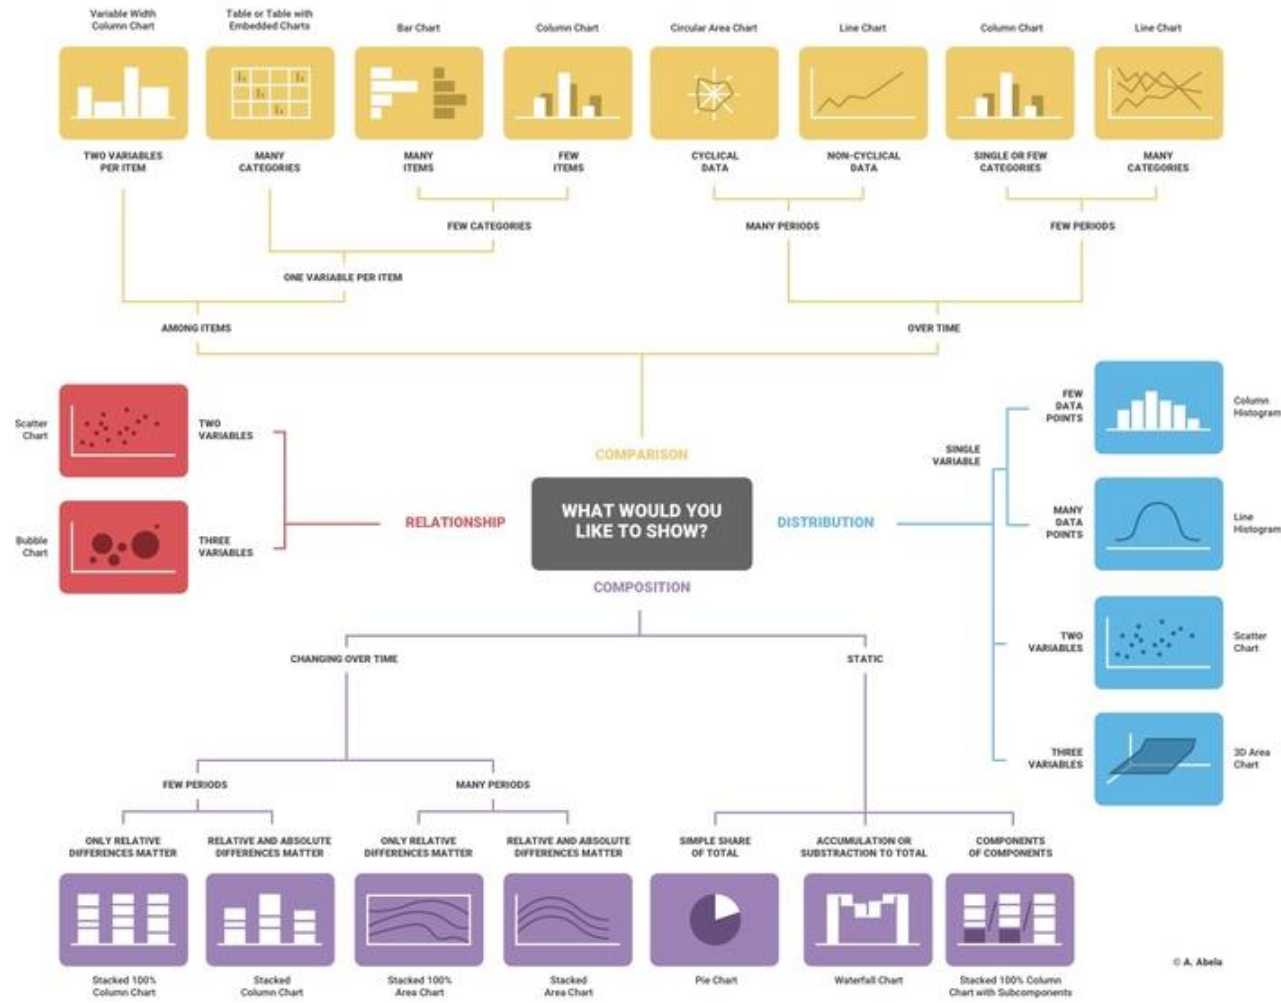 Variable Width
Column Chart
Table or Table with
Embedded Charts
Bar Chart
Column Chart
Circular Area Chart
Line Chart
Column Chart
Line Chart
TWO VARIABLES
PER ITEM
MANY
CATEGORIES
MANY
ITEMS
FEW
ITEMS
CYCLICAL
DATA
NON-CYCLICAL
DATA
SINGLE OR FEW
CATEGORIES
MANY
CATEGORIES
FEW CATEGORIES
MANY PERIODS
FEW PERIODS
ONE VARIABLE PER ITEM
AMONG ITEMS
OVER TIME
COMPARISON
Scatter
Chart
TWO
VARIABLES
Bubble
Chart
THREE
VARIABLES
RELATIONSHIP
WHAT WOULD YOU
LIKE TO SHOW?
DISTRIBUTION
SINGLE
VARIABLE
FEW
DATA
POINTS
Column
Histogram
MANY
DATA
POINTS
Line
Histogram
TWO
VARIABLES
Scatter
Chart
THREE
VARIABLES
3D Area
Chart
COMPOSITION
CHANGING OVER TIME
STATIC
FEW PERIODS
MANY PERIODS
ONLY RELATIVE
DIFFERENCES MATTER
RELATIVE AND ABSOLUTE
DIFFERENCES MATTER
ONLY RELATIVE
DIFFERENCES MATTER
RELATIVE AND ABSOLUTE
DIFFERENCES MATTER
SIMPLE SHARE
OF TOTAL
ACCUMULATION OR
SUBSTRACTION TO TOTAL
COMPONENTS
OF COMPONENTS
Stacked 100%
Column Chart
Stacked
Column Chart
Stacked 100%
Area Chart
Stacked
Area Chart
Pie Chart
Waterfall Chart
Stacked 100% Column
Chart with Subcomponents
© A. Abela